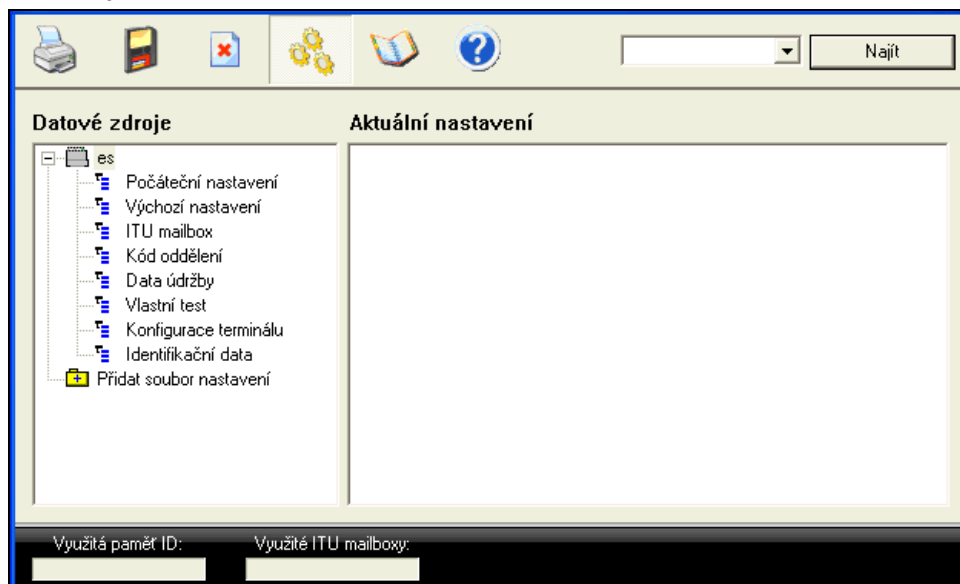 Najít
Datové zdroje
Aktuální nastavení
es
Počáteční nastavení
Výchozí nastavení
ITU mailbox
Kód oddělení
Data údržby
Vlastní test
Konfigurace terminálu
Identifikační data
Přidat soubor nastavení
Využitá paměť ID:
Využité ITU mailboxy: